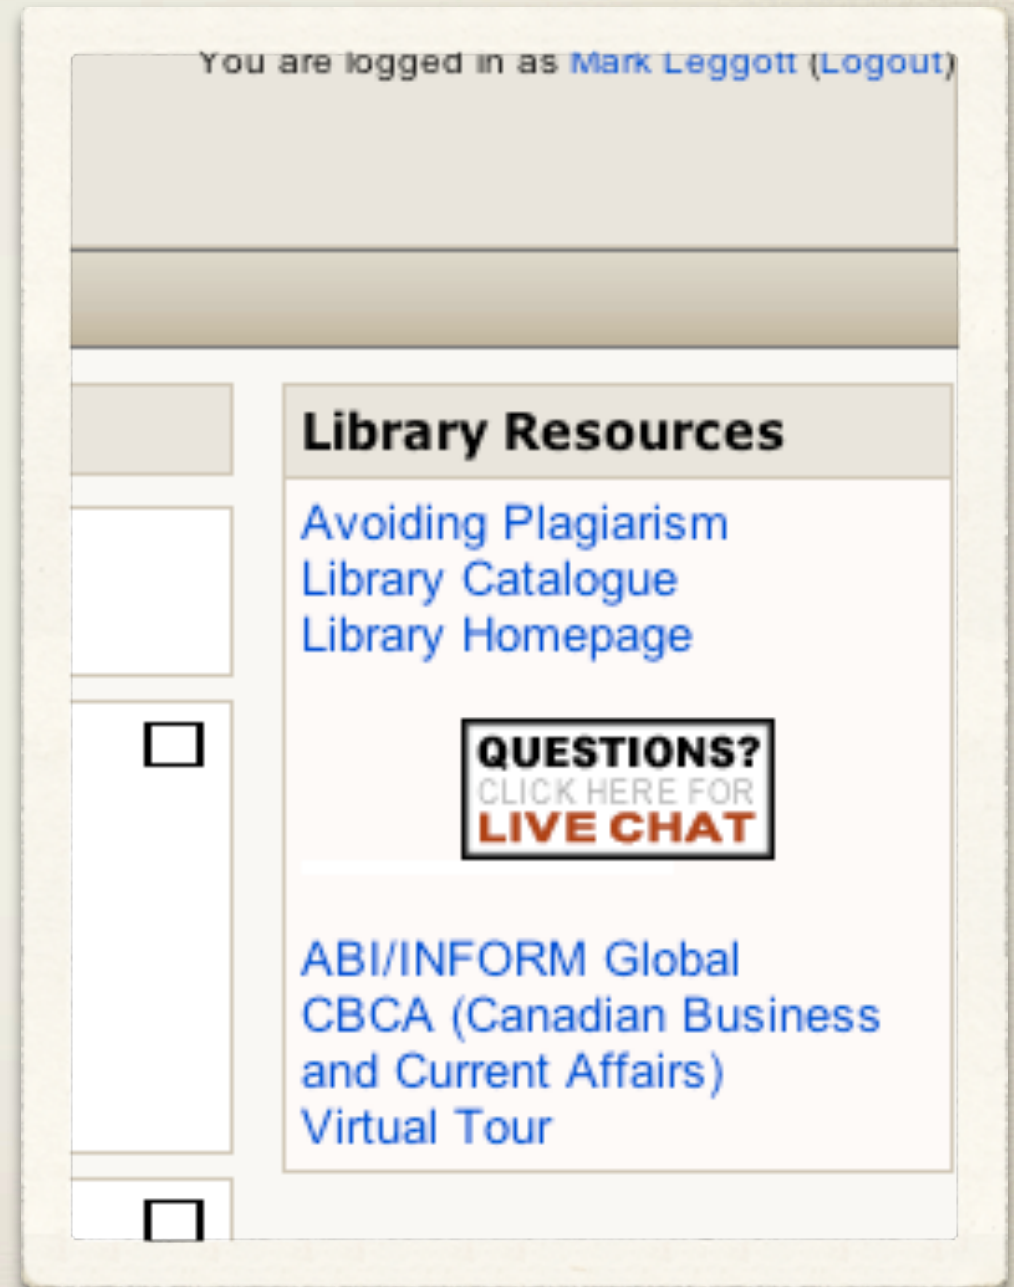 You are logged in as Mark Leggott (Logout)
Library Resources
Avoiding Plagiarism
Library Catalogue
Library Homepage
QUESTIONS?
CLICK HERE FOR
LIVE CHAT
ABI/INFORM Global
CBCA (Canadian Business
and Current Affairs)
Virtual Tour